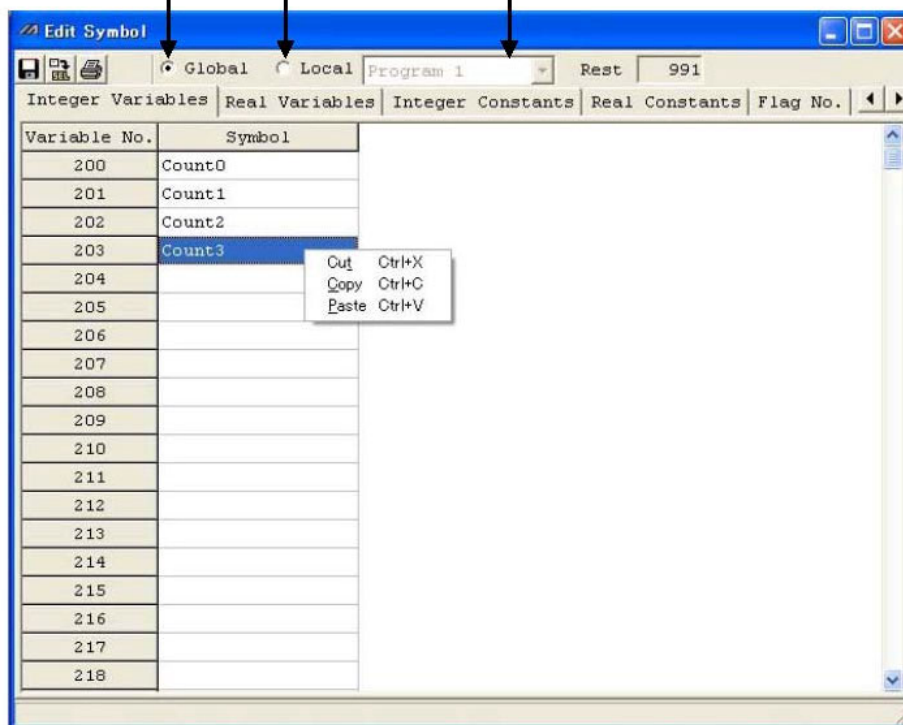 Edit Symbol
Global Local Program 1 Rest 991
Integer Variables Real Variables Integer Constants Real Constants Flag No.
Variable No. Symbol
200 Count0
201 Count1
202 Count2
203 Count3
Cut Ctrl+X
204
Copy Ctrl+C
205
Paste Ctrl+V
206
207
208
209
210
211
212
213
214
215
216
217
218